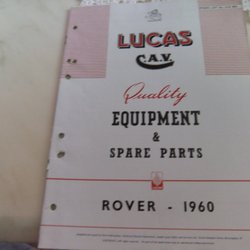 LUCAS
C.A.V.
Quality
EQUIPMENT
&
SPARE PARTS
ROVER - 1960